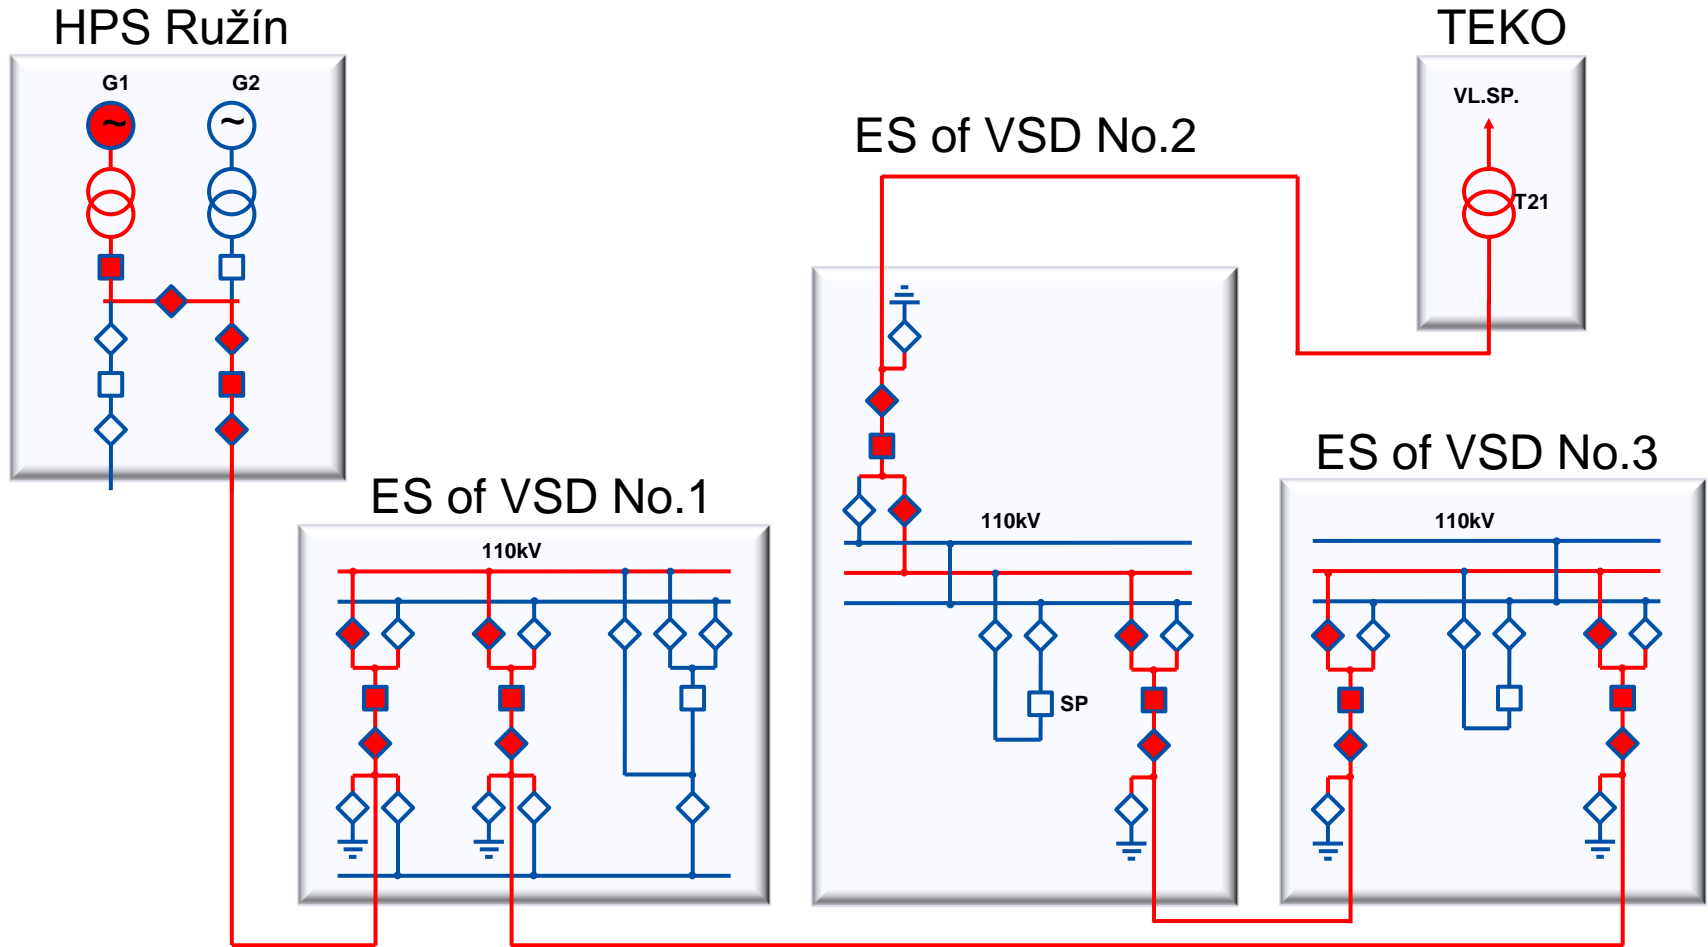 HPS Ružín
TEKO
G1
G2
~
~
VL.SP.
T21
ES of VSD No.2
ES of VSD No.3
ES of VSD No.1
110kV
110kV
110kV
SP